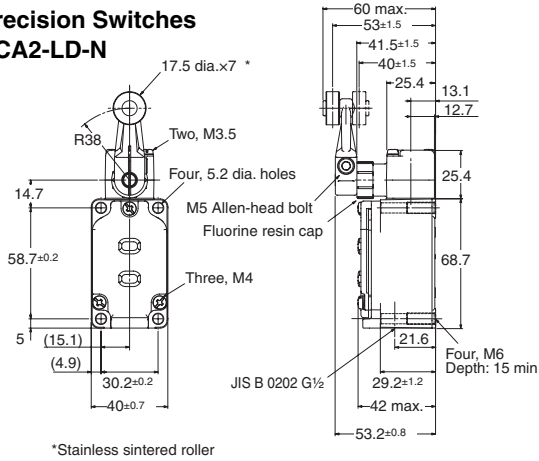 recision Switches
CA2-LD-N
60 max.
53±1.5
41.5±1.5
40±1.5
25.4
13.1
12.7
17.5 dia.×7 *
R38
Two, M3.5
14.7
Four, 5.2 dia. holes
M5 Allen-head bolt
Fluorine resin cap
25.4
58.7±0.2
68.7
Three, M4
5
(15.1)
(4.9)
30.2±0.2
40±0.7
JIS B 0202 G½
21.6
Four, M6
Depth: 15 min
29.2±1.2
42 max.
53.2±0.8
*Stainless sintered roller